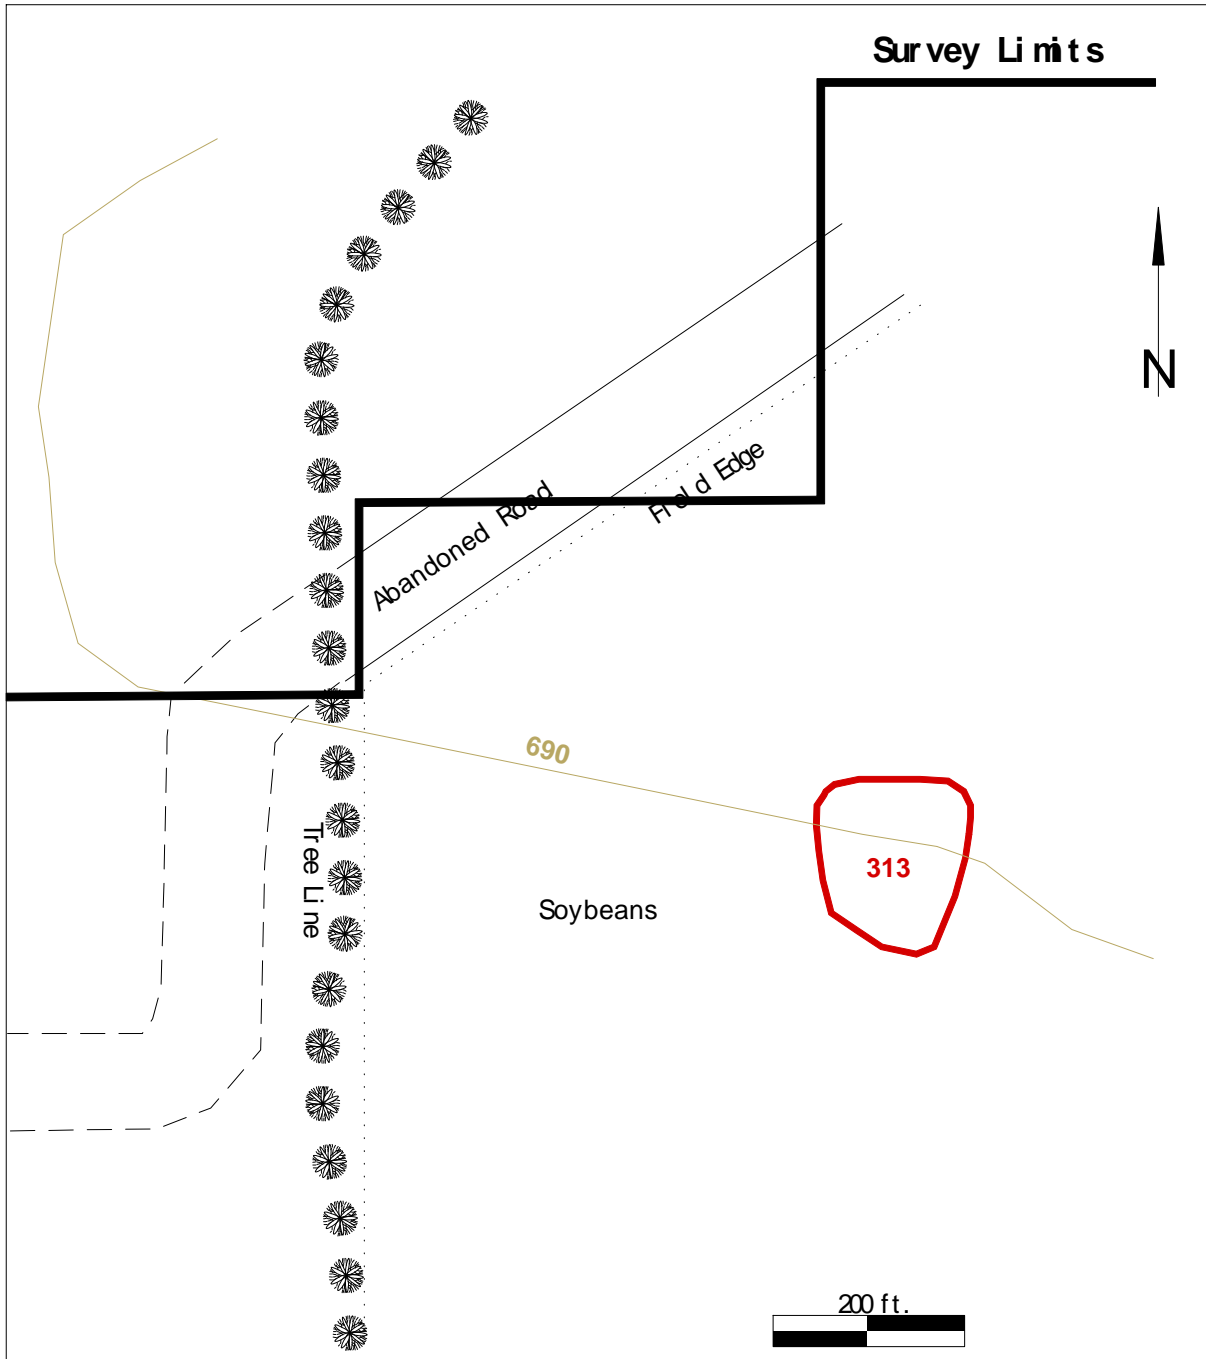 Survey Limits
N
Field Edge
Abandoned Road
690
Tree Line
313
Soybeans
200 ft.